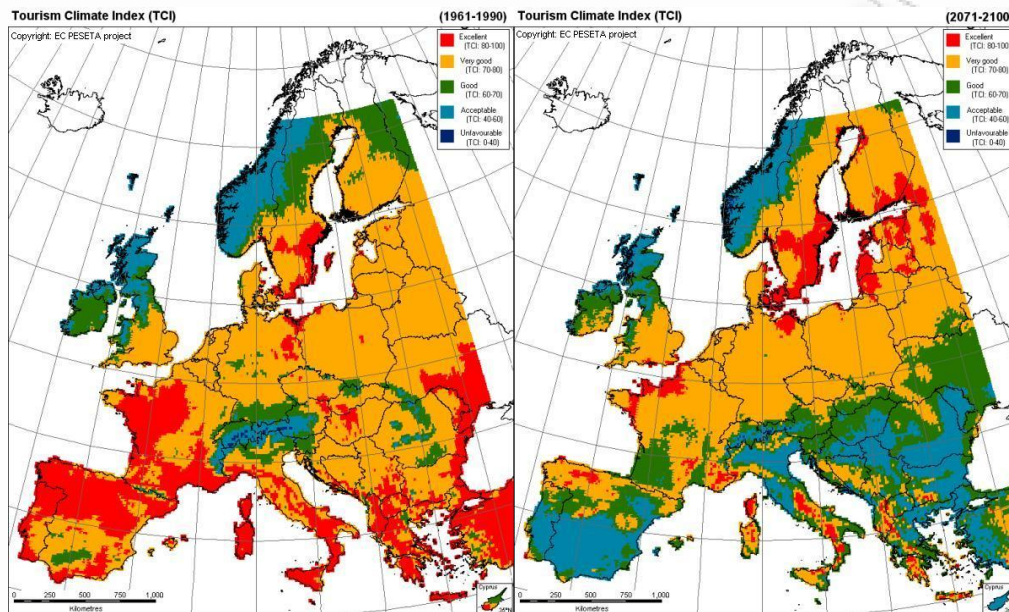 Tourism Climate Index (TCI) (1961-1990)
Copyright: EC PESETA project
Excellent
(TCI: 80-100)
Very good
(TCI: 70-80)
Good
(TCI: 60-70)
Acceptable
(TCI: 40-60)
Unfavourable
(TCI: 0-40)
0 250 500 1,000
Kilometres
Cyprus
35°N
Tourism Climate Index (TCI) (2071-2100)
Copyright: EC PESETA project
Excellent
(TCI: 80-100)
Very good
(TCI: 70-80)
Good
(TCI: 60-70)
Acceptable
(TCI: 40-60)
Unfavourable
(TCI: 0-40)
0 250 500 1,000
Kilometres
Cyprus